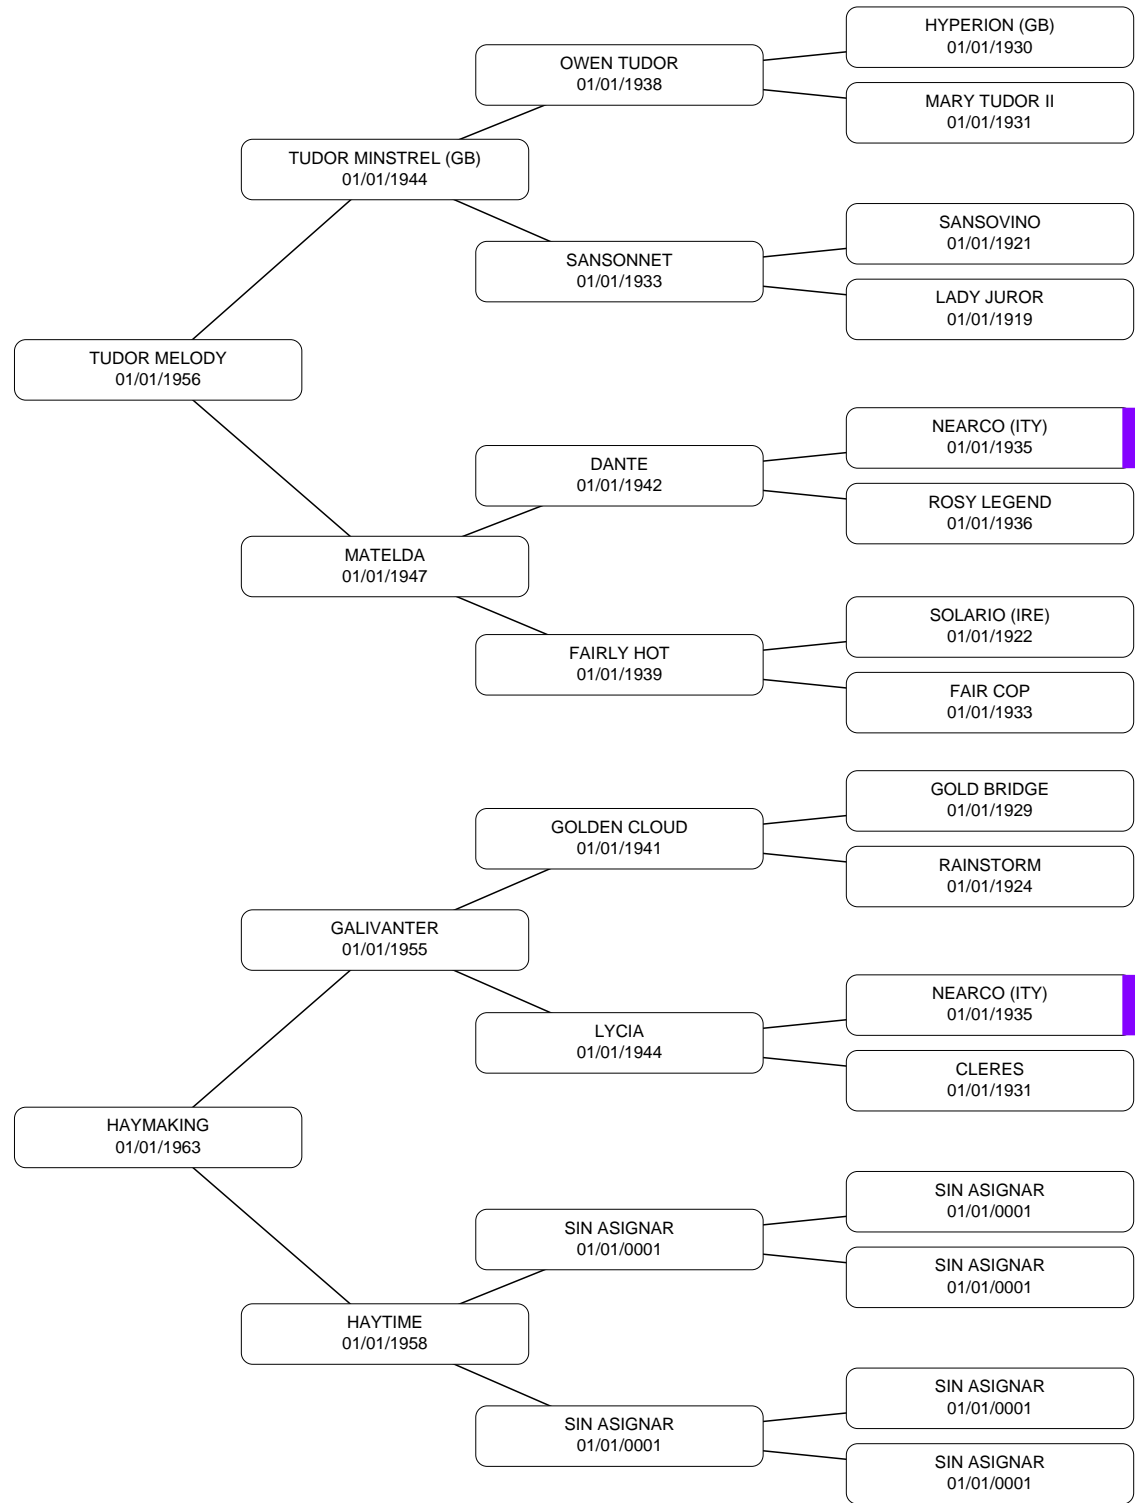 HYPERION (GB)
01/01/1930
OWEN TUDOR
01/01/1938
MARY TUDOR II
01/01/1931
TUDOR MINSTREL (GB)
01/01/1944
SANSOVINO
01/01/1921
SANSONNET
01/01/1933
LADY JUROR
01/01/1919
TUDOR MELODY
01/01/1956
NEARCO (ITY)
01/01/1935
DANTE
01/01/1942
ROSY LEGEND
01/01/1936
MATELDA
01/01/1947
SOLARIO (IRE)
01/01/1922
FAIRLY HOT
01/01/1939
FAIR COP
01/01/1933
GOLD BRIDGE
01/01/1929
GOLDEN CLOUD
01/01/1941
RAINSTORM
01/01/1924
GALIVANTER
01/01/1955
NEARCO (ITY)
01/01/1935
LYCIA
01/01/1944
CLERES
01/01/1931
HAYMAKING
01/01/1963
SIN ASIGNAR
01/01/0001
SIN ASIGNAR
01/01/0001
SIN ASIGNAR
01/01/0001
HAYTIME
01/01/1958
SIN ASIGNAR
01/01/0001
SIN ASIGNAR
01/01/0001
SIN ASIGNAR
01/01/0001